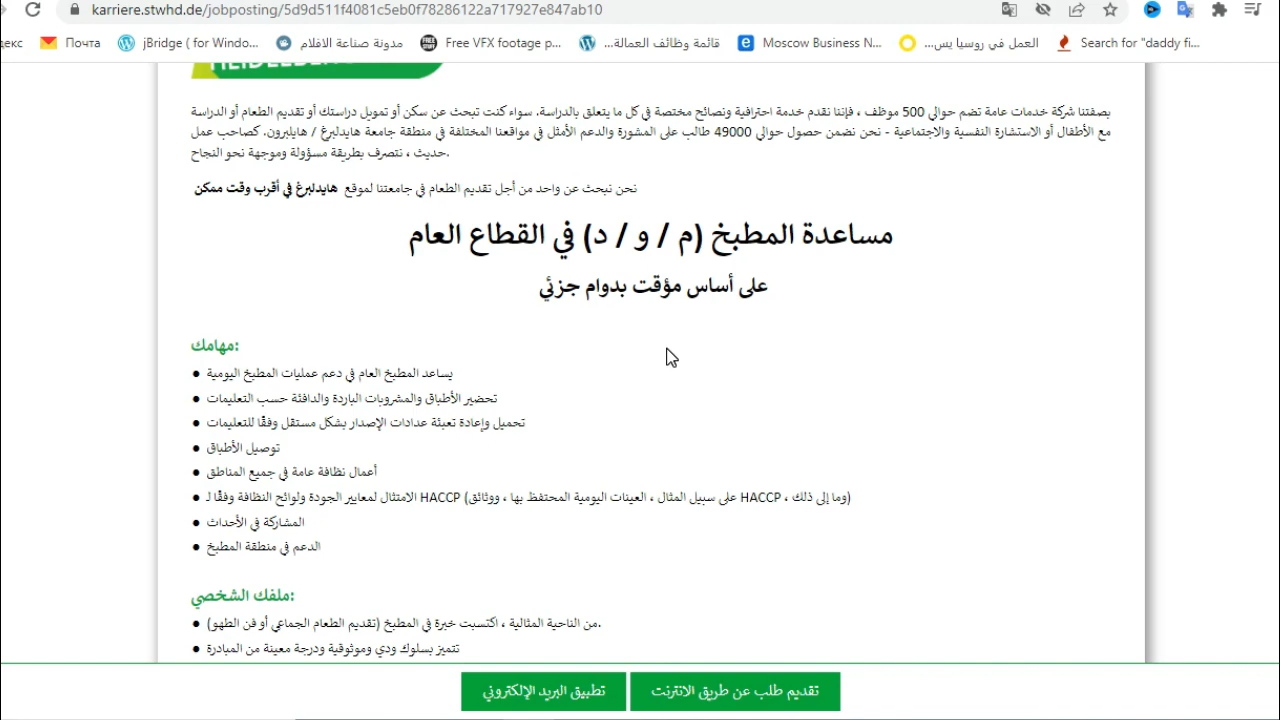 karriere.stwhd.de/jobposting/5d9d511f4081c5eb0f78286122a717927e847ab10
декс Почта jBridge ( for Windo... مدونة صناعة الافلام Free VFX footage p... قائمة وظائف العمالة... Moscow Business N... العمل في روسيا يس... Search for "daddy fi...
HEIDELBERG
بصفتنا شركة خدمات عامة تضم حوالي 500 موظف ، فإننا نقدم خدمة احترافية ونصائح مختصة في كل ما يتعلق بالدراسة. سواء كنت تبحث عن سكن أو تمويل دراستك أو تقديم الطعام أو الدراسة
مع الأطفال أو الاستشارة النفسية والاجتماعية - نحن نضمن حصول حوالي 49000 طالب على المشورة والدعم الأمثل في مواقعنا المختلفة في منطقة جامعة هايدلبرغ / هايلبرون. كصاحب عمل
حديث ، نتصرف بطريقة مسؤولة وموجهة نحو النجاح.
نحن نبحث عن واحد من أجل تقديم الطعام في جامعتنا لموقع هايدلبرغ في أقرب وقت ممكن
مساعدة المطبخ (م / و / د) في القطاع العام
على أساس مؤقت بدوام جزئي
مهامك:
● يساعد المطبخ العام في دعم عمليات المطبخ اليومية
● تحضير الأطباق والمشروبات الباردة والدافئة حسب التعليمات
● تحميل وإعادة تعبئة عدادات الإصدار بشكل مستقل وفقًا للتعليمات
● توصيل الأطباق
● أعمال نظافة عامة في جميع المناطق
● الامتثال لمعايير الجودة ولوائح النظافة وفقًا لـ HACCP (على سبيل المثال ، العينات اليومية المحتفظ بها ، ووثائق HACCP ، وما إلى ذلك)
● المشاركة في الأحداث
● الدعم في منطقة المطبخ
ملفك الشخصي:
● من الناحية المثالية ، اكتسبت خبرة في المطبخ (تقديم الطعام الجماعي أو فن الطهو).
● تتميز بسلوك ودي وموثوقية ودرجة معينة من المبادرة
تطبيق البريد الإلكتروني
تقديم طلب عن طريق الانترنت